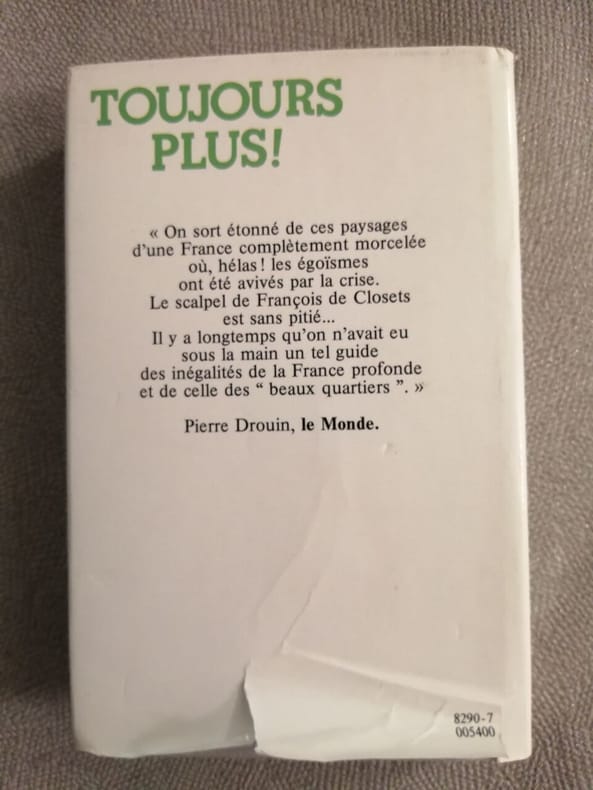 TOUJOURS
PLUS!
« On sort étonné de ces paysages
d'une France complètement morcelée
où, hélas! les égoïsmes
ont été avivés par la crise.
Le scalpel de François de Closets
est sans pitié...
Il y a longtemps qu'on n'avait eu
sous la main un tel guide
des inégalités de la France profonde
et de celle des “ beaux quartiers ”. »
Pierre Drouin, le Monde.
8290-7
005400